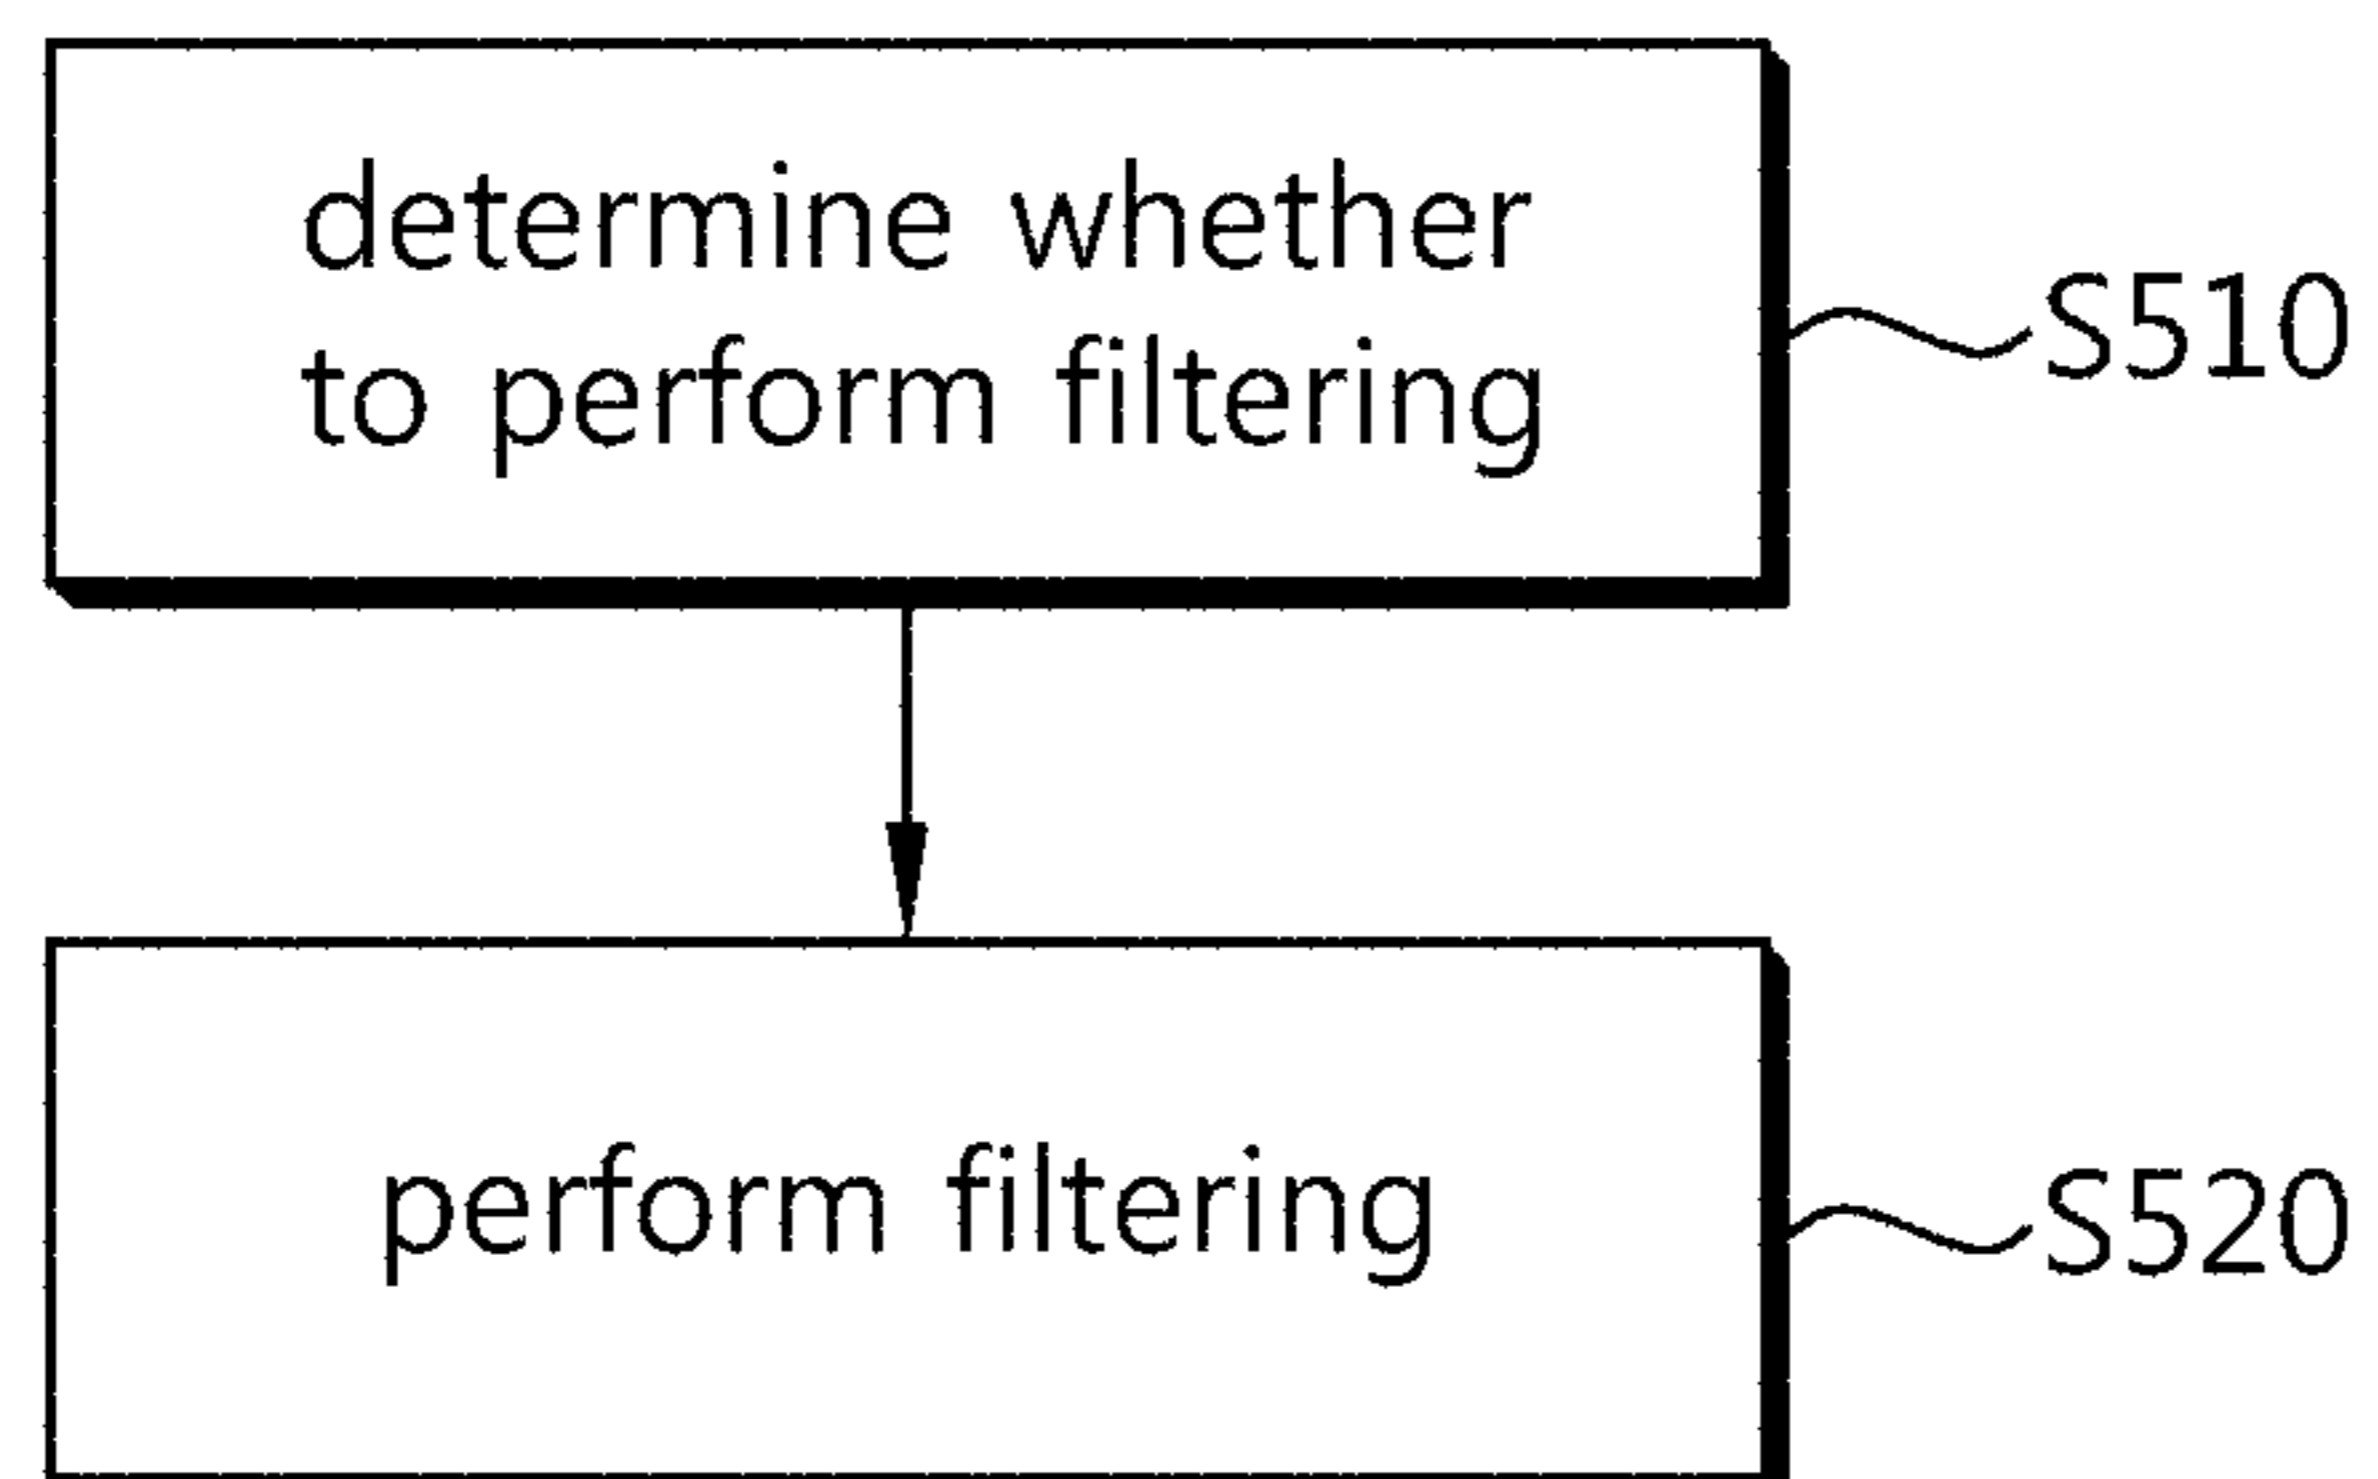 determine whether
to perform filtering
S510
perform filtering
S520